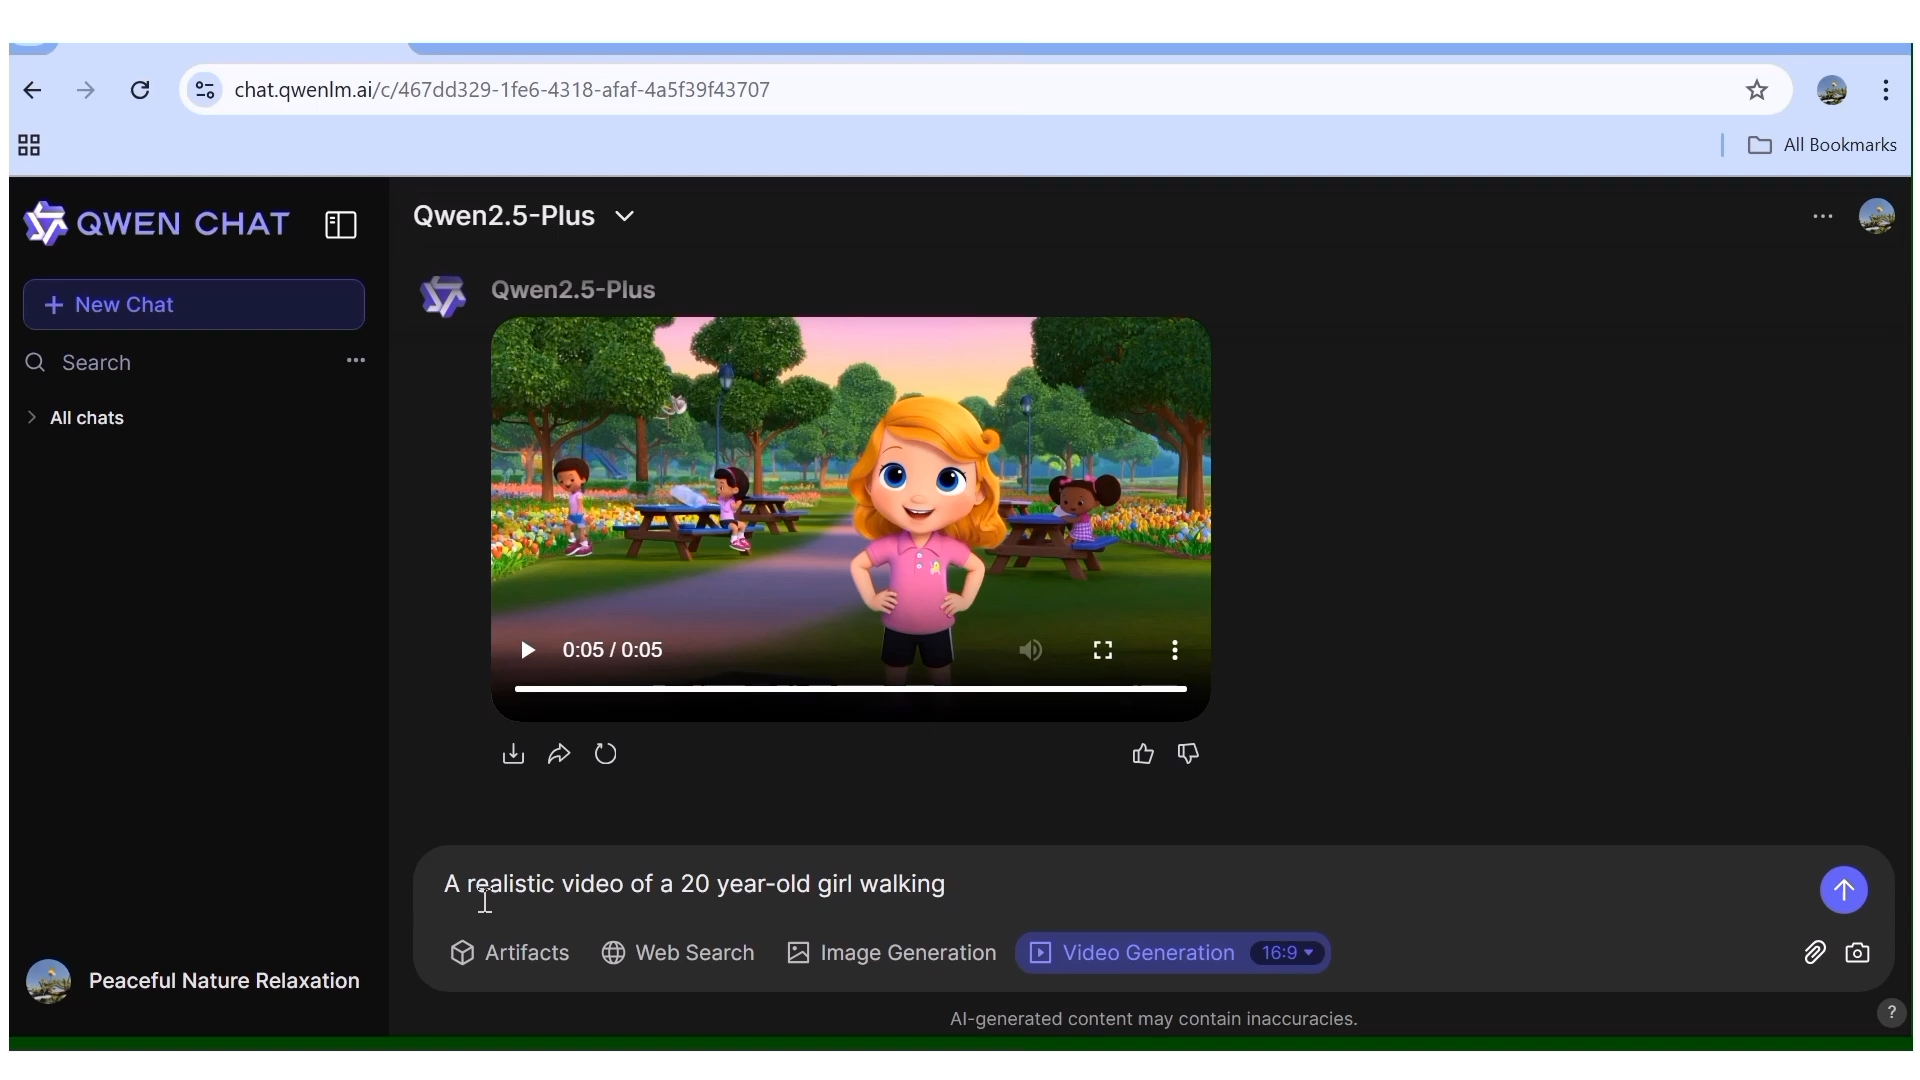 chat.qwenlm.ai/c/467dd329-1fe6-4318-afaf-4a5f39f43707
All Bookmarks
QWEN CHAT
Qwen2.5-Plus
New Chat
Search
All chats
Qwen2.5-Plus
0:05 / 0:05
A realistic video of a 20 year-old girl walking
Artifacts
Web Search
Image Generation
Video Generation
16:9
Peaceful Nature Relaxation
AI-generated content may contain inaccuracies.
?